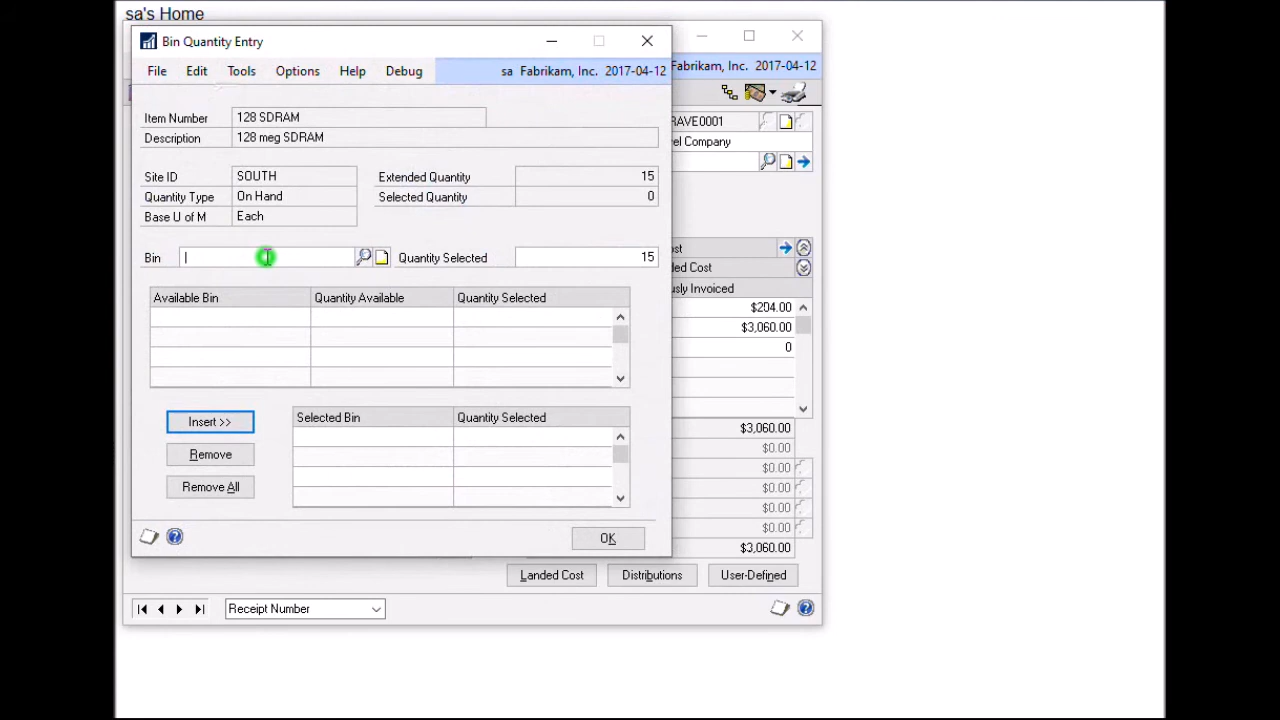 sa's Home
Bin Quantity Entry
File Edit Tools Options Help Debug sa Fabrikam, Inc. 2017-04-12
Fabrikam, Inc. 2017-04-12
Item Number 128 SDRAM
Description 128 meg SDRAM
RAVE0001
vel Company
Site ID SOUTH Extended Quantity 15
Quantity Type On Hand Selected Quantity 0
Base U of M Each
Bin Quantity Selected 15
ost
ded Cost
usly Invoiced
Available Bin Quantity Available Quantity Selected
$204.00
$3,060.00
0
Insert >> Selected Bin Quantity Selected
Remove
Remove All
$3,060.00
$0.00
$0.00
$0.00
$0.00
$0.00
$3,060.00
OK
Landed Cost Distributions User-Defined
Receipt Number